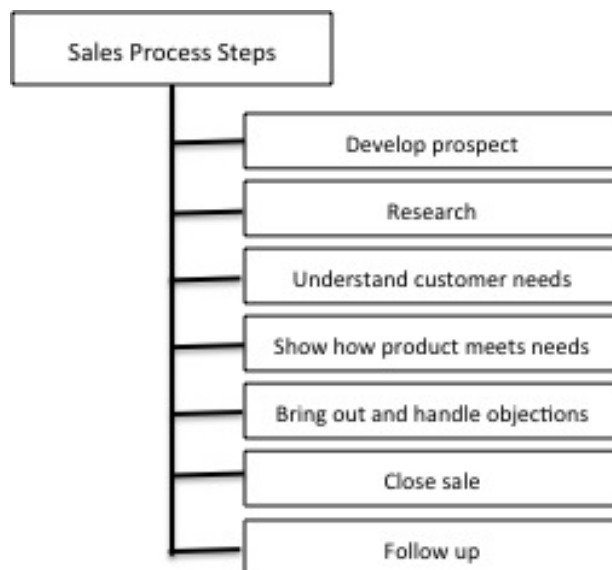 Sales Process Steps
Develop prospect
Research
Understand customer needs
Show how product meets needs
Bring out and handle objections
Close sale
Follow up